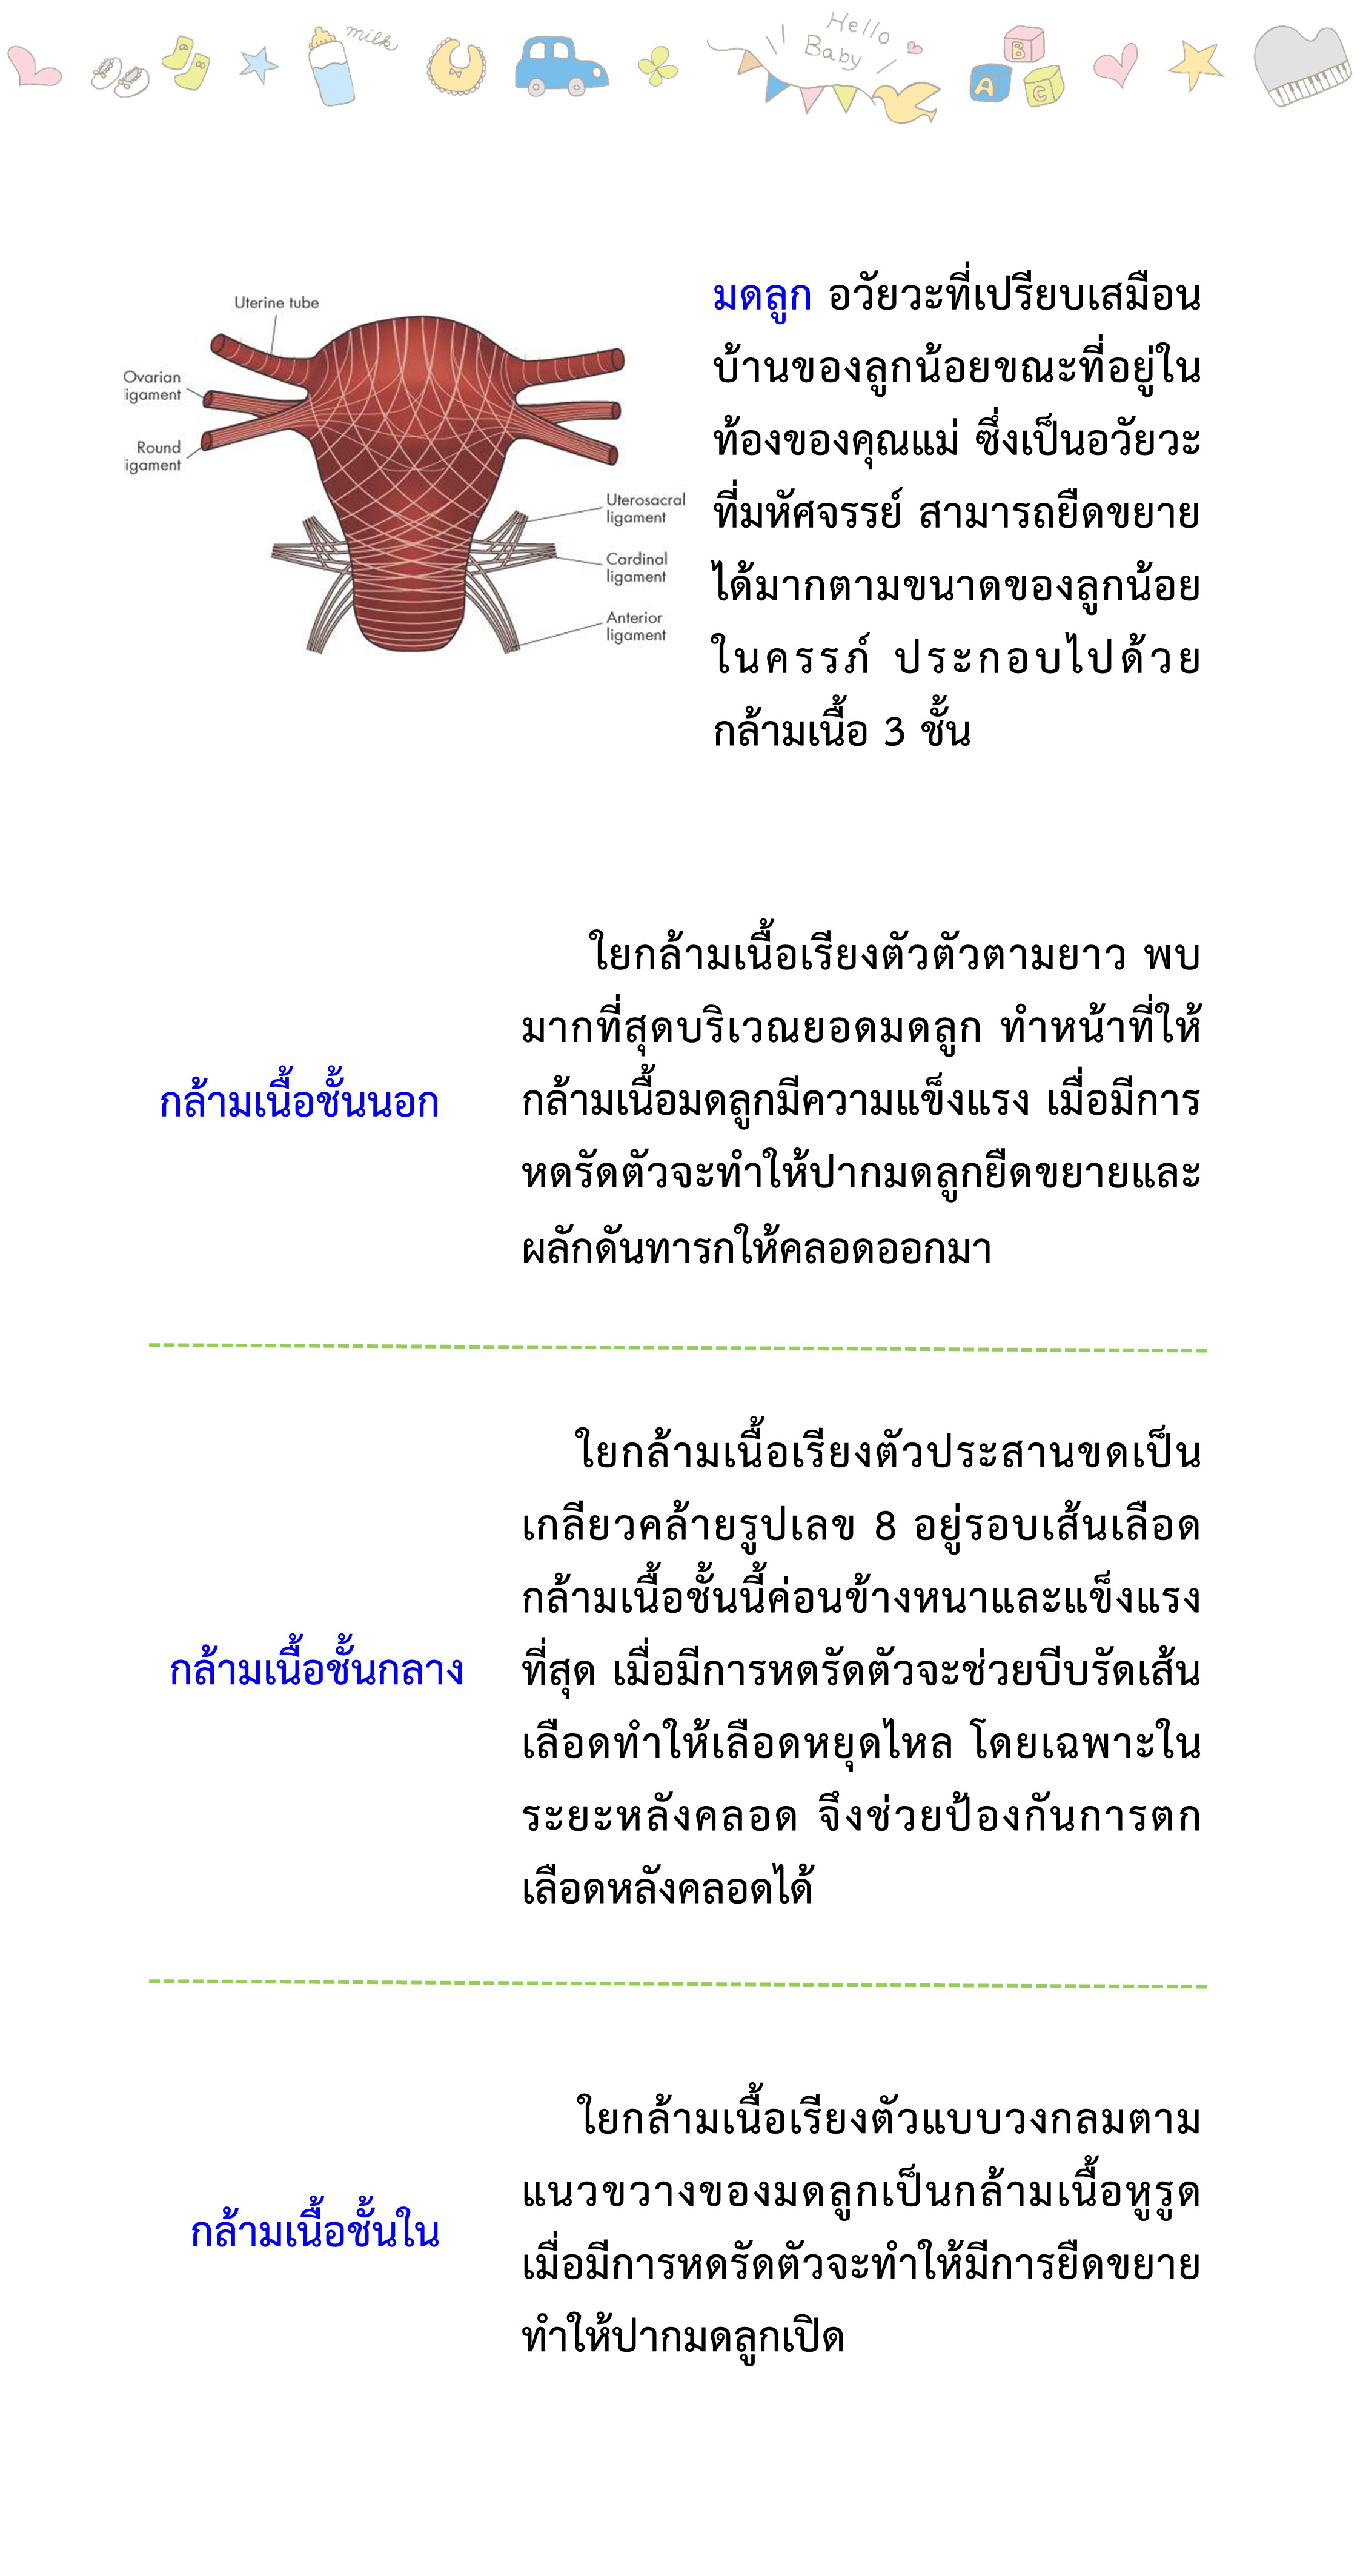 milk
Hello
Baby
B
A
C
Uterine tube
Ovarian
ligament
Round
ligament
Uterosacral
ligament
Cardinal
ligament
Anterior
ligament
มดลูก อวัยวะที่เปรียบเสมือน
บ้านของลูกน้อยขณะที่อยู่ใน
ท้องของคุณแม่ ซึ่งเป็นอวัยวะ
ที่มหัศจรรย์ สามารถยืดขยาย
ได้มากตามขนาดของลูกน้อย
ในครรภ์ ประกอบไปด้วย
กล้ามเนื้อ 3 ชั้น
กล้ามเนื้อชั้นนอก
ใยกล้ามเนื้อเรียงตัวตัวตามยาว พบ
มากที่สุดบริเวณยอดมดลูก ทำหน้าที่ให้
กล้ามเนื้อมดลูกมีความแข็งแรง เมื่อมีการ
หดรัดตัวจะทำให้ปากมดลูกยืดขยายและ
ผลักดันทารกให้คลอดออกมา
กล้ามเนื้อชั้นกลาง
ใยกล้ามเนื้อเรียงตัวประสานขดเป็น
เกลียวคล้ายรูปเลข 8 อยู่รอบเส้นเลือด
กล้ามเนื้อชั้นนี้ค่อนข้างหนาและแข็งแรง
ที่สุด เมื่อมีการหดรัดตัวจะช่วยบีบรัดเส้น
เลือดทำให้เลือดหยุดไหล โดยเฉพาะใน
ระยะหลังคลอด จึงช่วยป้องกันการตก
เลือดหลังคลอดได้
กล้ามเนื้อชั้นใน
ใยกล้ามเนื้อเรียงตัวแบบวงกลมตาม
แนวขวางของมดลูกเป็นกล้ามเนื้อหูรูด
เมื่อมีการหดรัดตัวจะทำให้มีการยืดขยาย
ทำให้ปากมดลูกเปิด